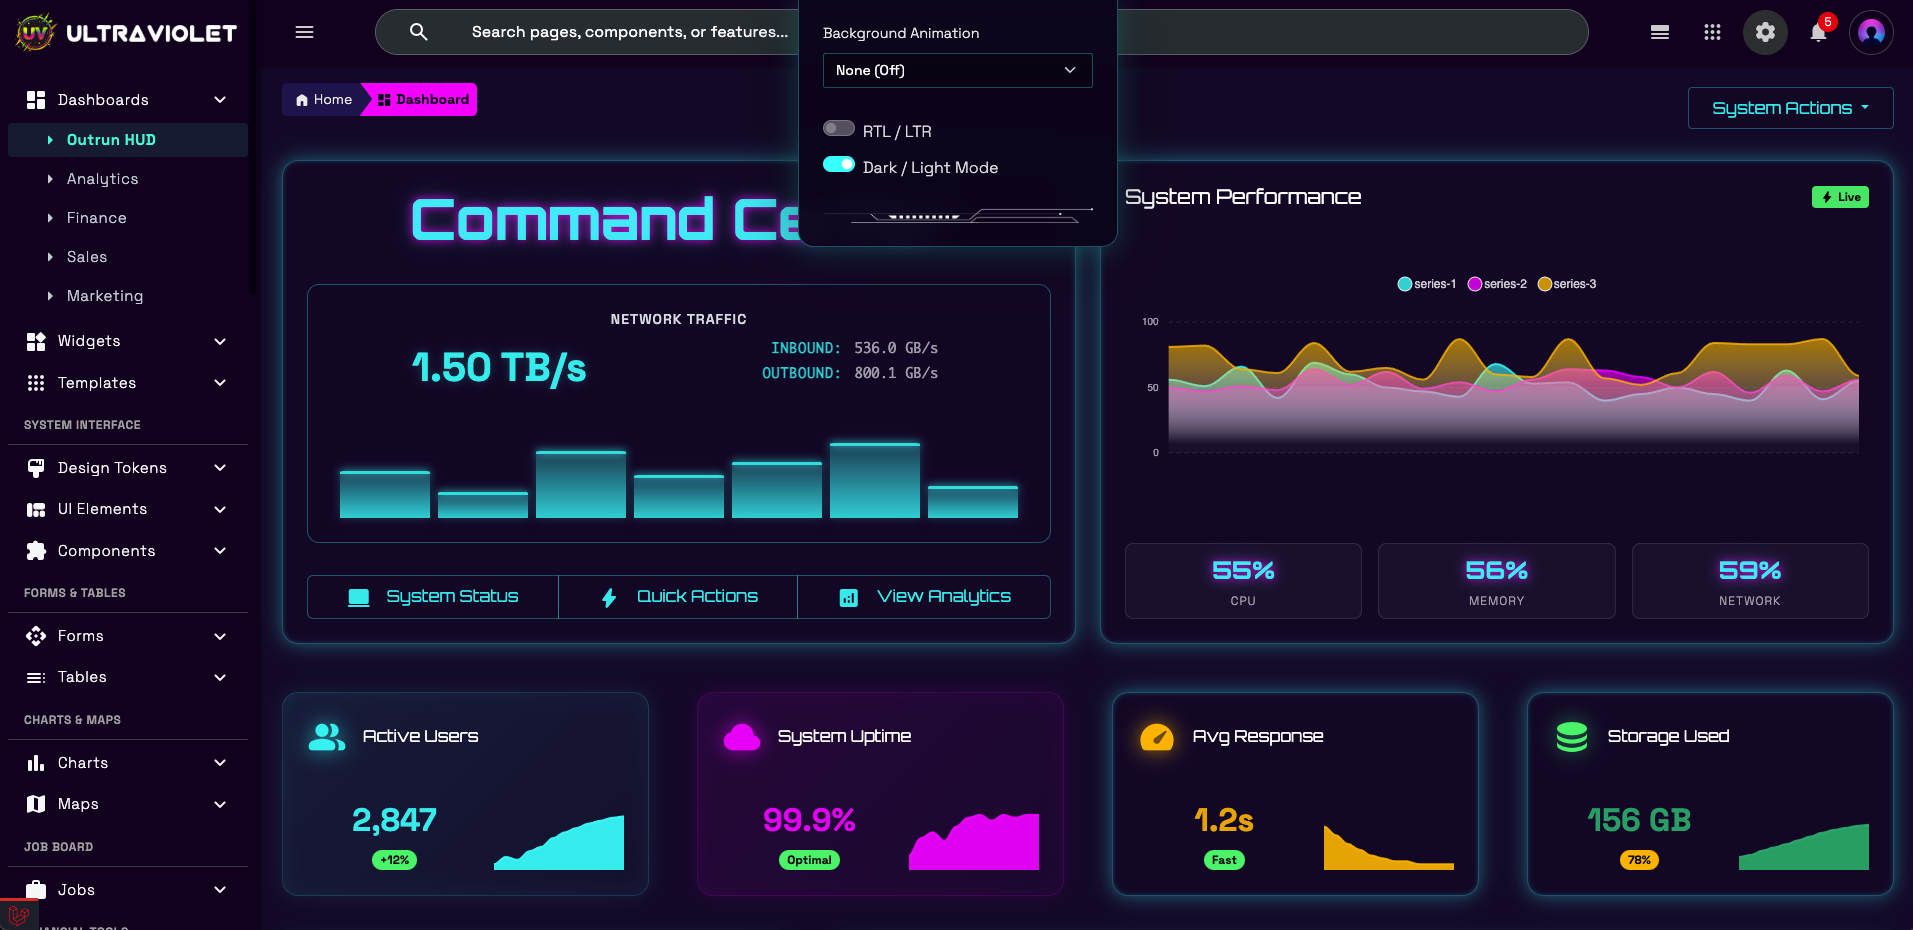 UV ULTRAVIOLET
Search pages, components, or features...
5
Background Animation
None (Off)
RTL / LTR
Dark / Light Mode
Dashboards
Outrun HUD
Analytics
Finance
Sales
Marketing
Widgets
Templates
SYSTEM INTERFACE
Design Tokens
UI Elements
Components
FORMS & TABLES
Forms
Tables
CHARTS & MAPS
Charts
Maps
JOB BOARD
Jobs
Home
Dashboard
System Actions
Command Ce
NETWORK TRAFFIC
1.50 TB/s
INBOUND: 536.0 GB/s
OUTBOUND: 800.1 GB/s
System Status
Quick Actions
View Analytics
System Performance
Live
series-1 series-2 series-3
100
50
0
55%
CPU
56%
MEMORY
59%
NETWORK
Active Users
2,847
+12%
System Uptime
99.9%
Optimal
Avg Response
1.2s
Fast
Storage Used
156 GB
78%